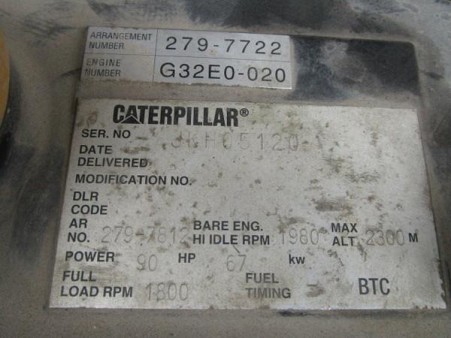 ARRANGEMENT NUMBER 279-7722
ENGINE NUMBER G32E0-020
CATERPILLAR®
SER. NO
DATE DELIVERED
MODIFICATION NO.
DLR CODE
AR NO. 279-7812 BARE ENG. HI IDLE RPM 1980 MAX ALT. 2300 M
POWER 90 HP 67 kw
FULL LOAD RPM 1800 FUEL TIMING BTC